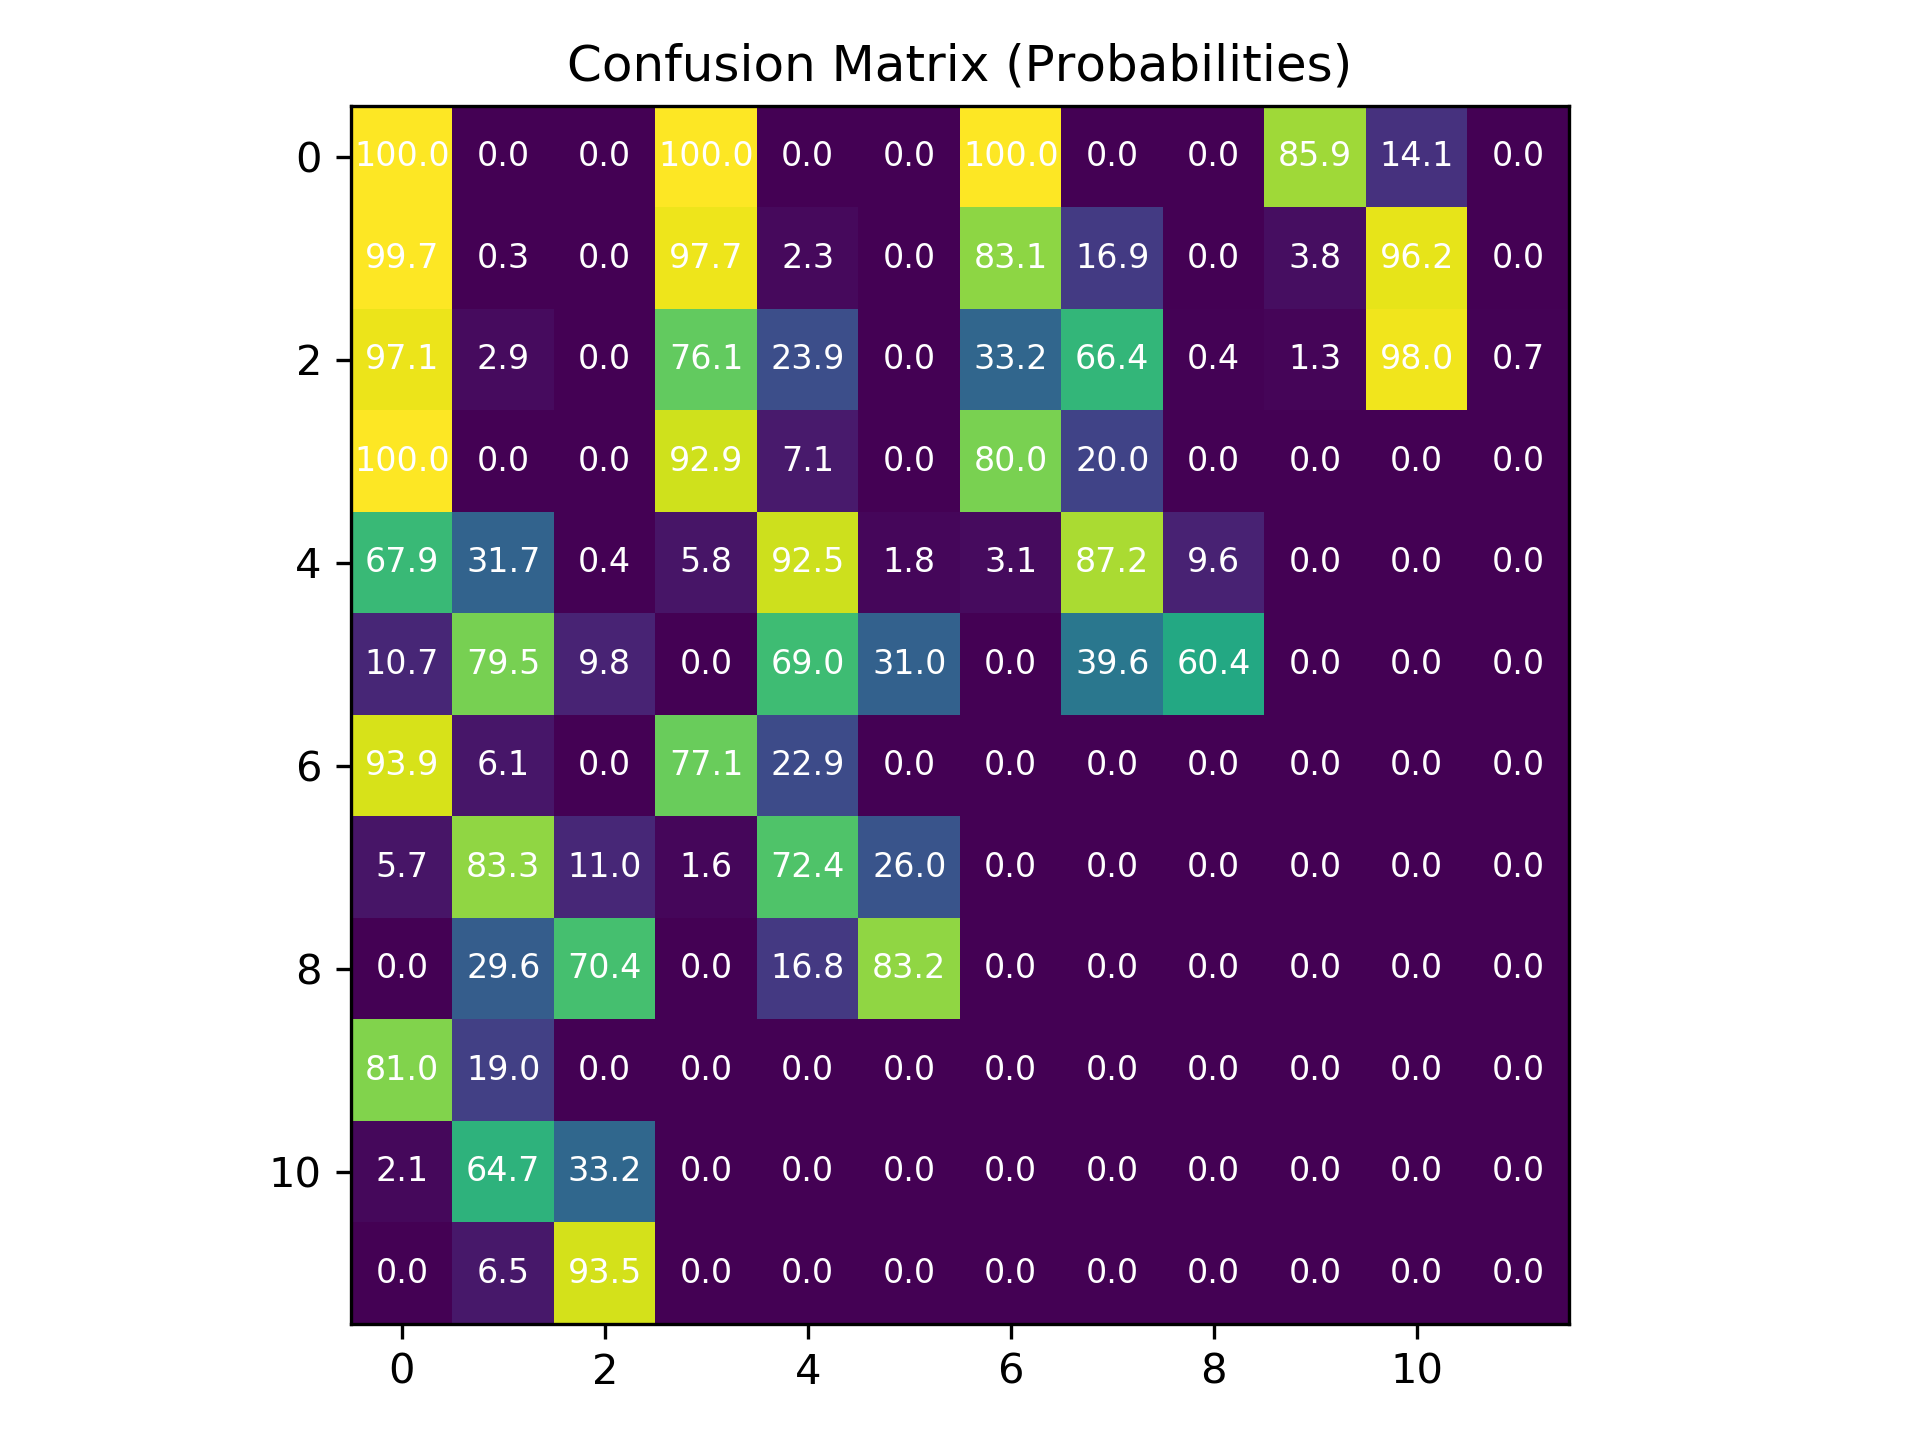 Confusion Matrix (Probabilities)
0 100.0 0.0 0.0 100.0 0.0 0.0 100.0 0.0 0.0 85.9 14.1 0.0
99.7 0.3 0.0 97.7 2.3 0.0 83.1 16.9 0.0 3.8 96.2 0.0
2 97.1 2.9 0.0 76.1 23.9 0.0 33.2 66.4 0.4 1.3 98.0 0.7
100.0 0.0 0.0 92.9 7.1 0.0 80.0 20.0 0.0 0.0 0.0 0.0
4 67.9 31.7 0.4 5.8 92.5 1.8 3.1 87.2 9.6 0.0 0.0 0.0
10.7 79.5 9.8 0.0 69.0 31.0 0.0 39.6 60.4 0.0 0.0 0.0
6 93.9 6.1 0.0 77.1 22.9 0.0 0.0 0.0 0.0 0.0 0.0 0.0
5.7 83.3 11.0 1.6 72.4 26.0 0.0 0.0 0.0 0.0 0.0 0.0
8 0.0 29.6 70.4 0.0 16.8 83.2 0.0 0.0 0.0 0.0 0.0 0.0
81.0 19.0 0.0 0.0 0.0 0.0 0.0 0.0 0.0 0.0 0.0 0.0
10 2.1 64.7 33.2 0.0 0.0 0.0 0.0 0.0 0.0 0.0 0.0 0.0
0.0 6.5 93.5 0.0 0.0 0.0 0.0 0.0 0.0 0.0 0.0 0.0
0 2 4 6 8 10